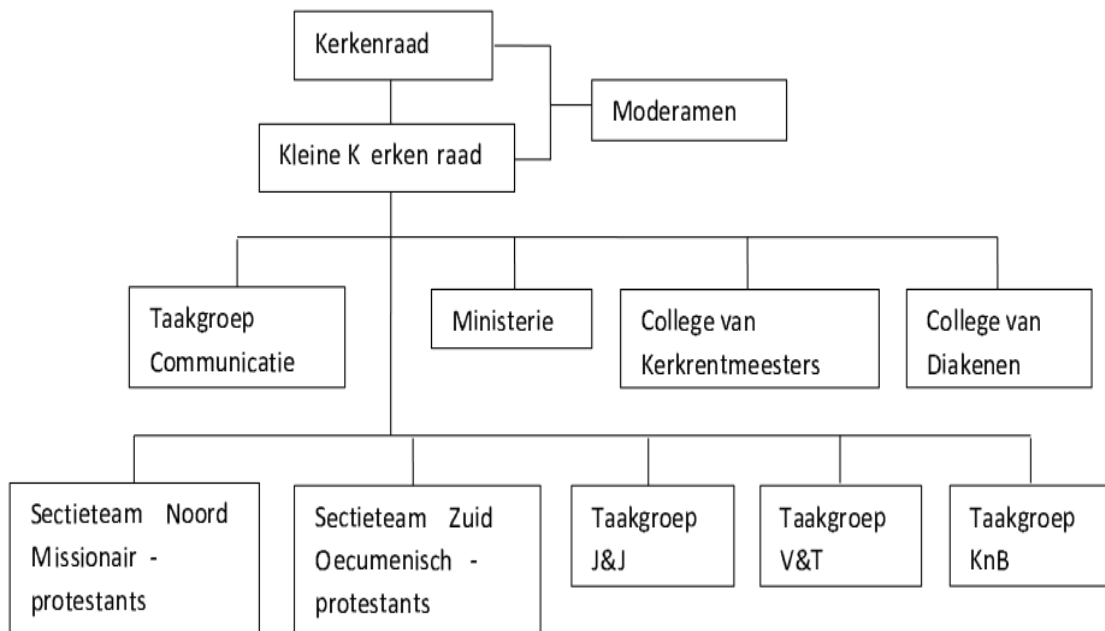 Kerkenraad
Moderamen
Kleine K erken raad
Taakgroep
Communicatie
Ministerie
College van
Kerkrentmeesters
College van
Diakenen
Sectieteam Noord
Missionair -
protestants
Sectieteam Zuid
Oecumenisch -
protestants
Taakgroep
J&J
Taakgroep
V&T
Taakgroep
KnB